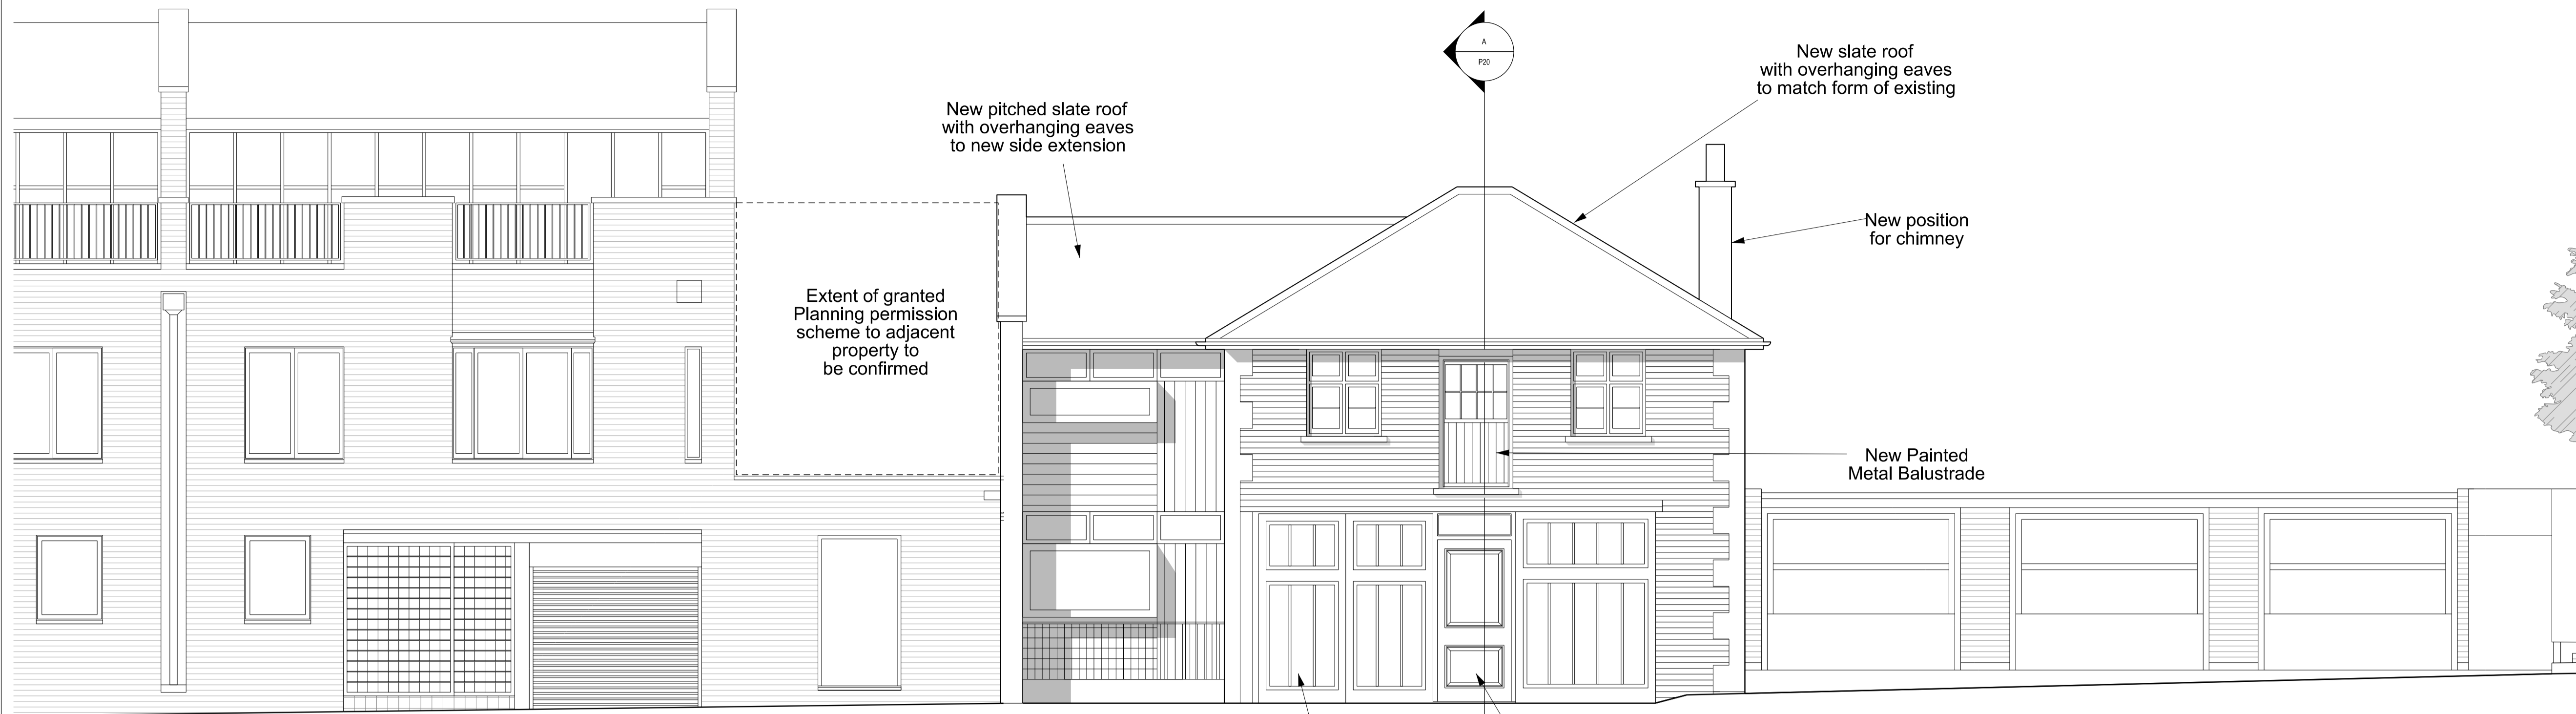 A
P20
New slate roof
with overhanging eaves
to match form of existing
New pitched slate roof
with overhanging eaves
to new side extension
New position
for chimney
Extent of granted
Planning permission
scheme to adjacent
property to
be confirmed
New Painted
Metal Balustrade